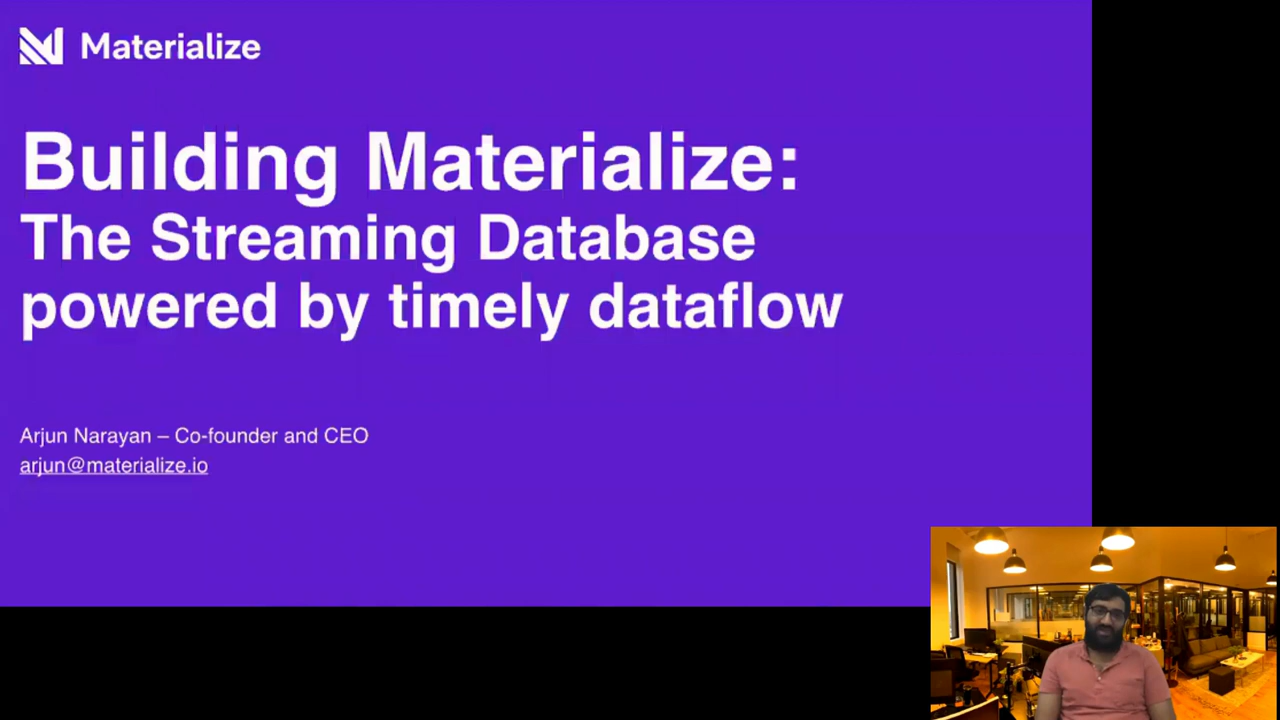 Materialize
Building Materialize:
The Streaming Database
powered by timely dataflow
Arjun Narayan – Co-founder and CEO
arjun@materialize.io